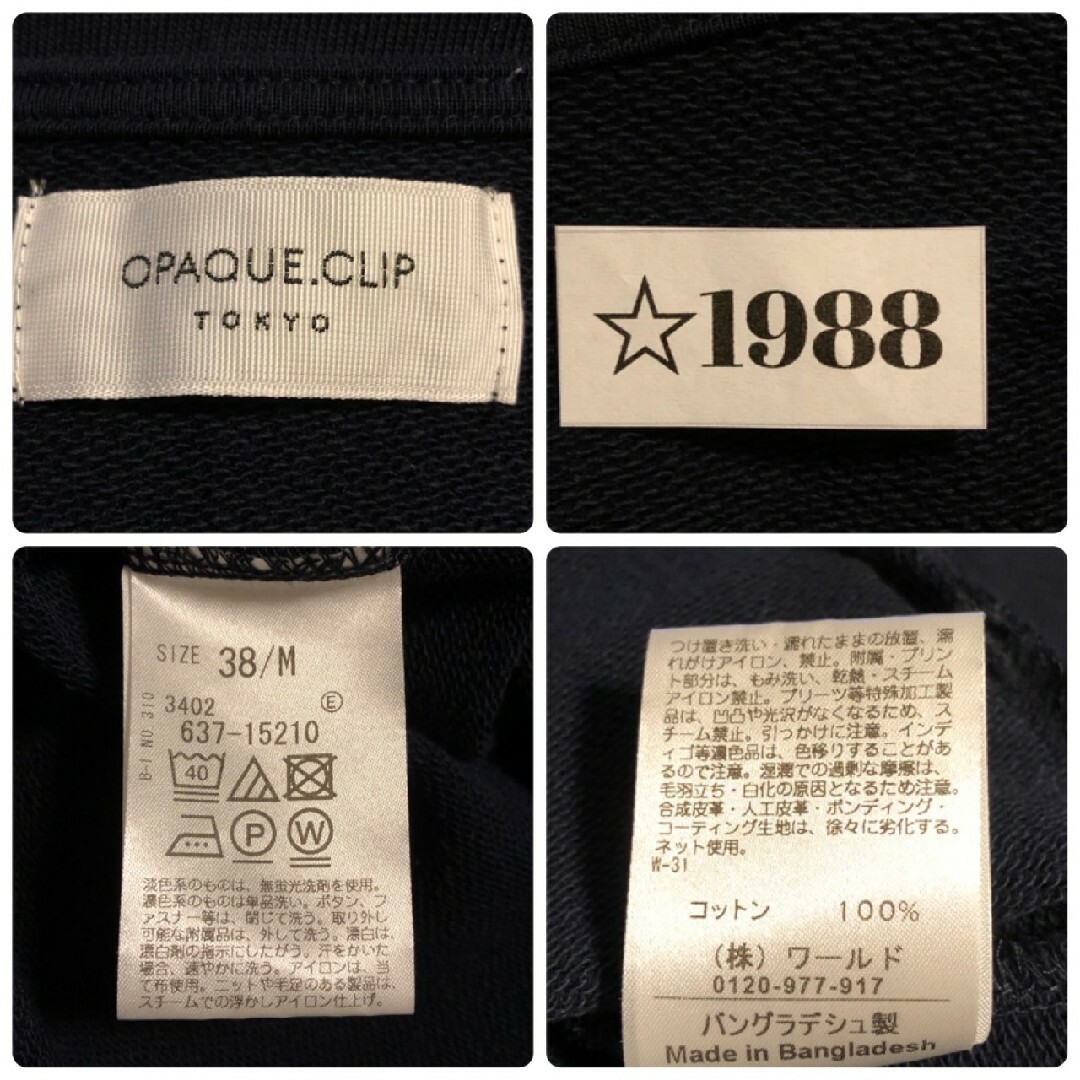 OPAQUE.CLIP
TOKYO
☆1988
SIZE 38/M
3402 Ⓔ
637-15210
B-1 NO 310
40
P W
淡色系のものは、無蛍光洗剤を使用。
濃色系のものは単品洗い。ボタン、フ
ァスナー等は、閉じて洗う。取り外し
可能な附属品は、外して洗う。漂白は、
漂白剤の指示にしたがう。汗をかいた
場合、速やかに洗う。アイロンは、当
て布使用。ニットや毛足のある製品は、
スチームでの浮かしアイロン仕上げ。
つけ置き洗い・濡れたままの放置、濡
れがけアイロン、禁止。附属・プリン
ト部分は、もみ洗い、乾熱・スチーム
アイロン禁止。プリーツ等特殊加工製
品は、凹凸や光沢がなくなるため、ス
チーム禁止。引っかけに注意。インデ
ィゴ等濃色品は、色移りすることがあ
るので注意。湿潤での過剰な摩擦は、
毛羽立ち・白化の原因となるため注意。
合成皮革・人工皮革・ボンディング・
コーティング生地は、徐々に劣化する。
ネット使用。
W-31
コットン 100%
(株) ワールド
0120-977-917
バングラデシュ製
Made in Bangladesh